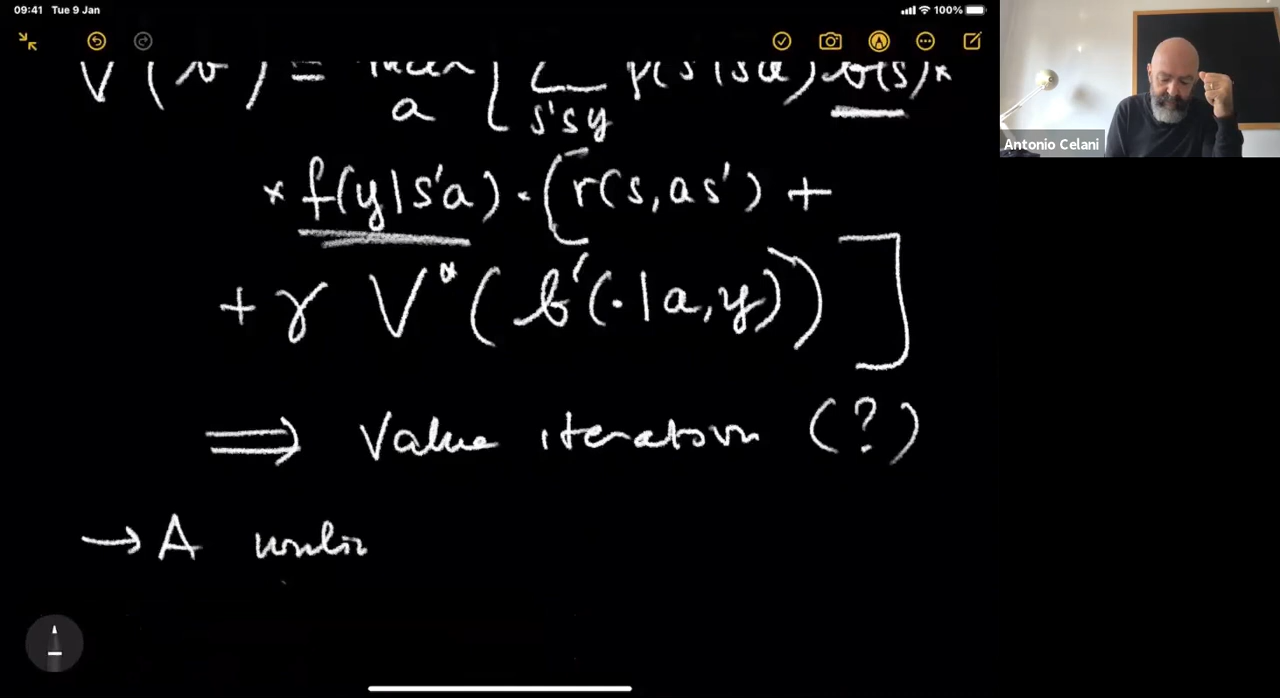 09:41 Tue 9 Jan
100%
Antonio Celani
a s'sy
× f(y|s'a) · [r(s,as') +
+ γ V* (b'(·|a,y))]
⟹ Value iteration (?)
→ A